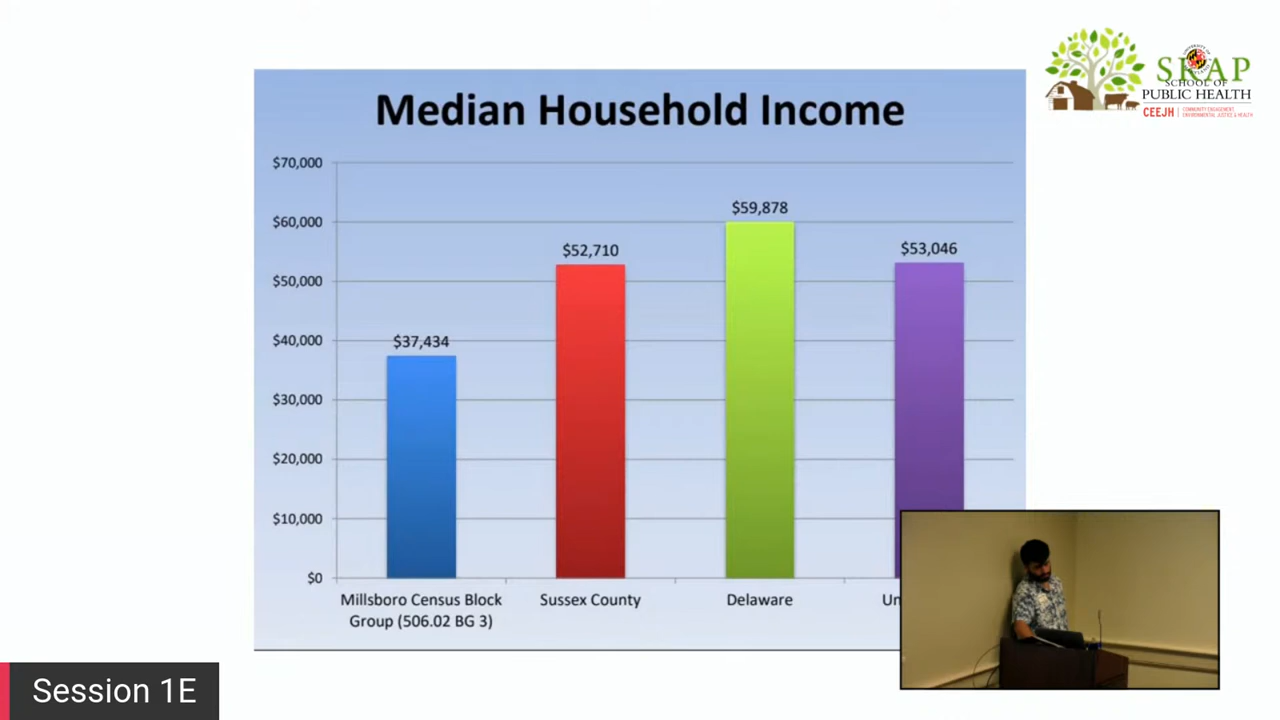 Median Household Income
$70,000
$60,000
$50,000
$40,000
$30,000
$20,000
$10,000
$0
$37,434
$52,710
$59,878
$53,046
Millsboro Census Block
Group (506.02 BG 3)
Sussex County
Delaware
Un
SRAP
SCHOOL OF
PUBLIC HEALTH
CEEJH
COMMUNITY ENGAGEMENT
ENVIRONMENTAL JUSTICE & HEALTH
Session 1E